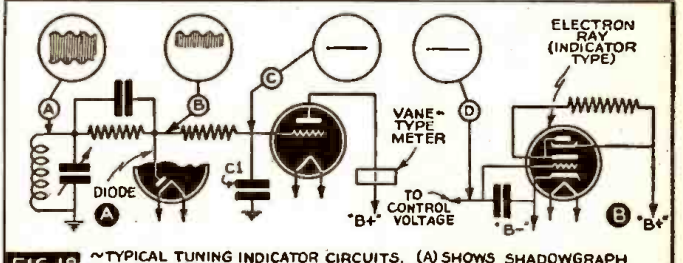 ELECTRON
RAY
(INDICATOR
TYPE)
A
B
C
D
VANE-
TYPE
METER
DIODE
A
C1
"B+"
TO
CONTROL
VOLTAGE
"B-"
B
"B+"
~TYPICAL TUNING INDICATOR CIRCUITS. (A) SHOWS SHADOWGRAPH